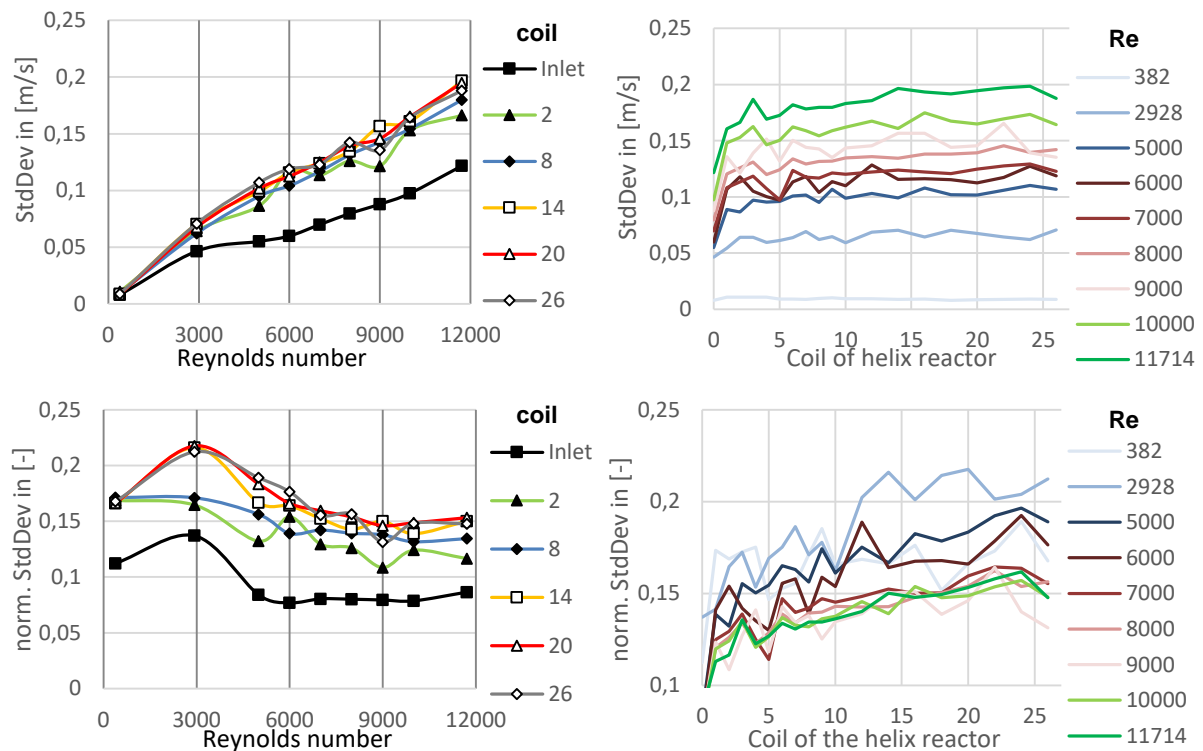 StdDev in [m/s]
0,25
0,2
0,15
0,1
0,05
0
0 3000 6000 9000 12000
Reynolds number
coil
Inlet
2
8
14
20
26
StdDev in [m/s]
0,25
0,2
0,15
0,1
0,05
0
0 5 10 15 20 25
Coil of helix reactor
Re
382
2928
5000
6000
7000
8000
9000
10000
11714
norm. StdDev in [-]
0,25
0,2
0,15
0,1
0,05
0
0 3000 6000 9000 12000
Reynolds number
coil
Inlet
2
8
14
20
26
norm. StdDev in [-]
0,25
0,2
0,15
0,1
0 5 10 15 20 25
Coil of the helix reactor
Re
382
2928
5000
6000
7000
8000
9000
10000
11714